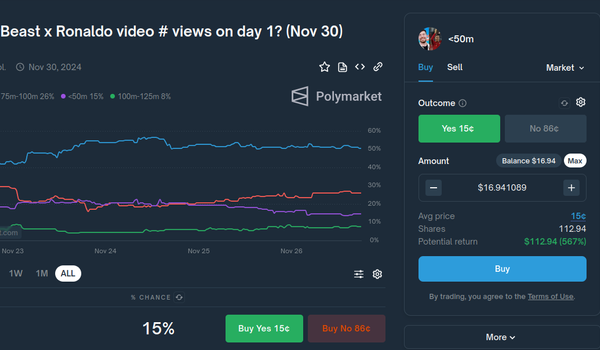 Beast x Ronaldo video # views on day 1? (Nov 30)
ol. Nov 30, 2024
75m-100m 26% <50m 15% 100m-125m 8%
Polymarket
60%
50%
40%
30%
20%
10%
0%
.com
Nov 23 Nov 24 Nov 25 Nov 26
1W 1M ALL
% CHANCE
15% Buy Yes 15¢ Buy No 86¢
<50m
Buy Sell Market
Outcome
Yes 15¢ No 86¢
Amount Balance $16.94 Max
− $16.941089 +
Avg price 15¢
Shares 112.94
Potential return $112.94 (567%)
Buy
By trading, you agree to the Terms of Use.
More